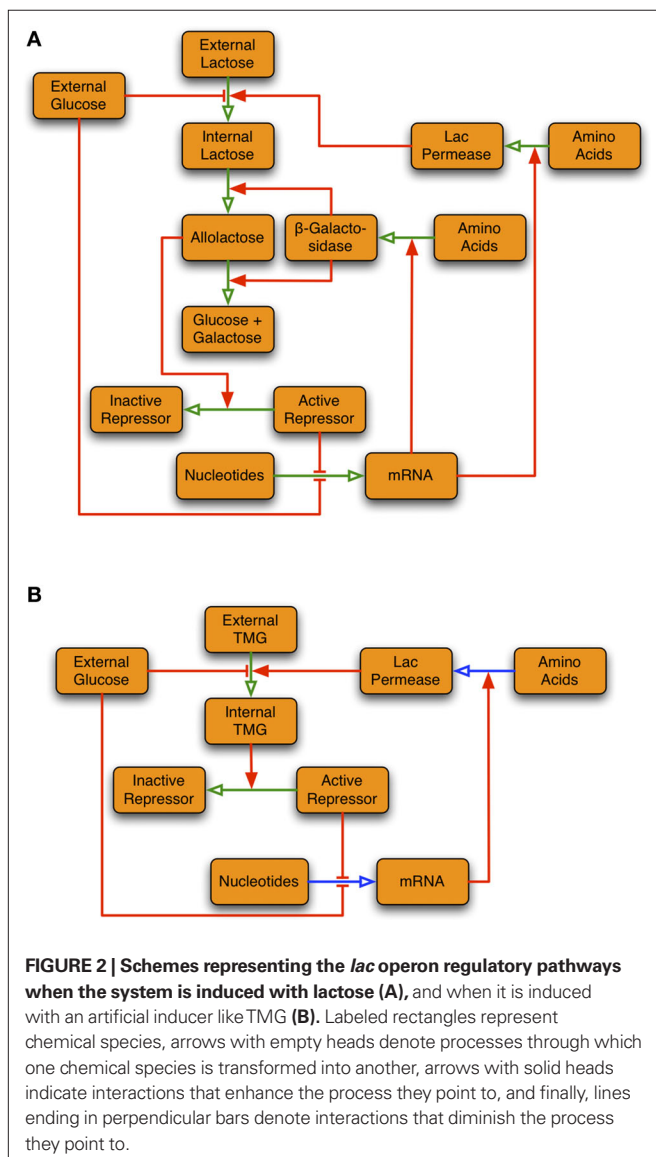 A
External
Lactose
External
Glucose
Internal
Lactose
Lac
Permease
Amino
Acids
Allolactose
β-Galacto-
sidase
Amino
Acids
Glucose +
Galactose
Inactive
Repressor
Active
Repressor
Nucleotides
mRNA
B
External
TMG
External
Glucose
Lac
Permease
Amino
Acids
Internal
TMG
Inactive
Repressor
Active
Repressor
Nucleotides
mRNA
FIGURE 2 | Schemes representing the lac operon regulatory pathways
when the system is induced with lactose (A), and when it is induced
with an artificial inducer like TMG (B). Labeled rectangles represent
chemical species, arrows with empty heads denote processes through which
one chemical species is transformed into another, arrows with solid heads
indicate interactions that enhance the process they point to, and finally, lines
ending in perpendicular bars denote interactions that diminish the process
they point to.